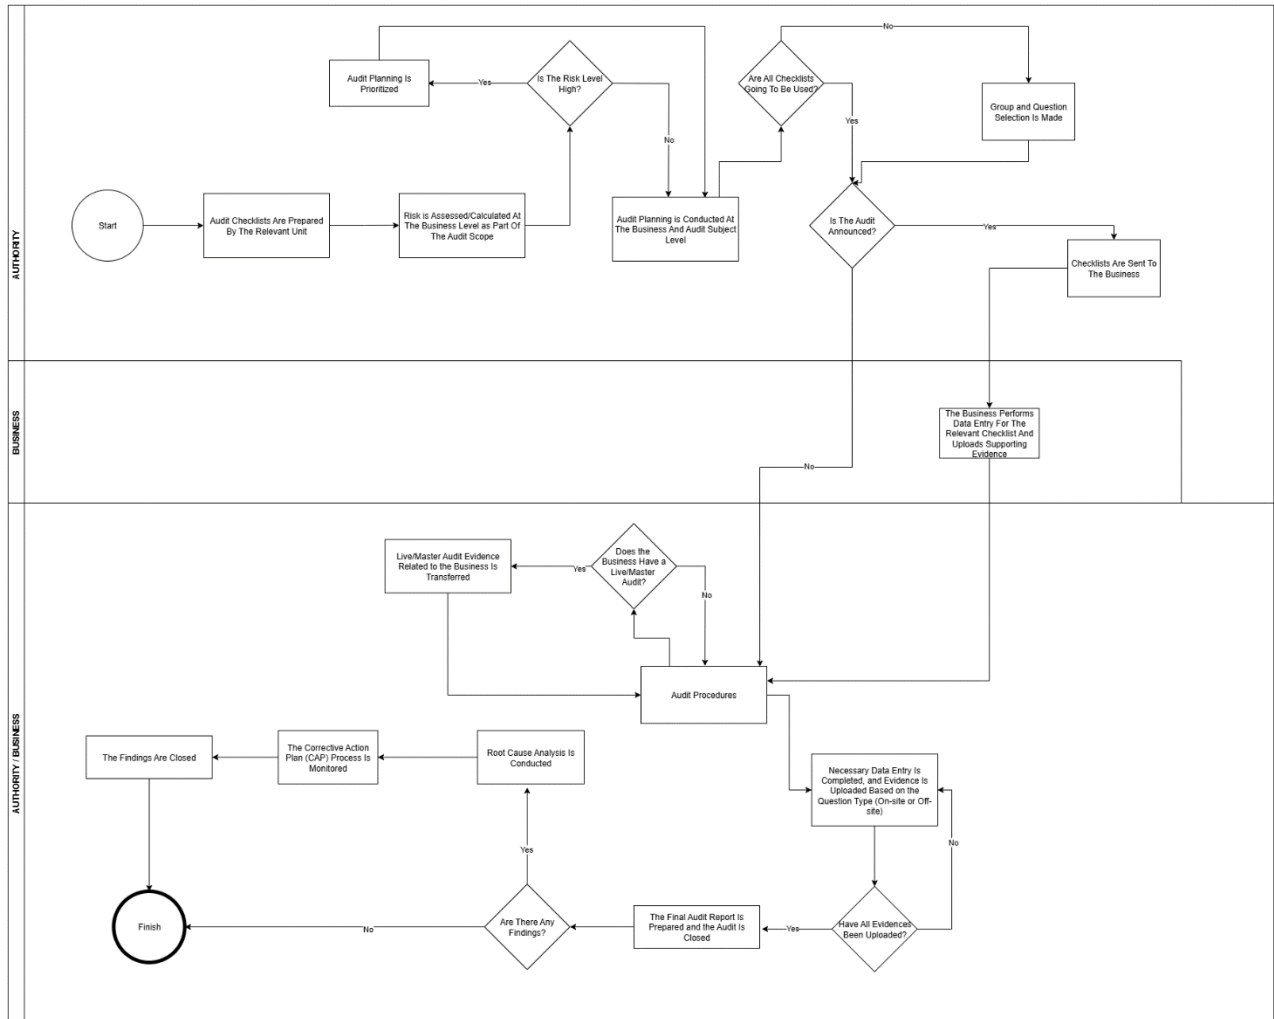 AUTHORITY
No
Is The Risk Level
High?
Yes
Audit Planning Is
Prioritized
Are All Checklists
Going To Be Used?
Group and Question
Selection Is Made
Yes
No
Start
Audit Checklists Are Prepared
By The Relevant Unit
Risk is Assessed/Calculated At
The Business Level as Part Of
The Audit Scope
Audit Planning is Conducted At
The Business And Audit Subject
Level
Is The Audit
Announced?
Yes
Checklists Are Sent To
The Business
BUSINESS
The Business Performs
Data Entry For The
Relevant Checklist And
Uploads Supporting
Evidence
No
AUTHORITY / BUSINESS
Live/Master Audit Evidence
Related to the Business Is
Transferred
Yes
Does the
Business Have a
Live/Master
Audit?
No
Audit Procedures
The Findings Are Closed
The Corrective Action
Plan (CAP) Process Is
Monitored
Root Cause Analysis Is
Conducted
Necessary Data Entry Is
Completed, and Evidence Is
Uploaded Based on the
Question Type (On-site or Off-
site)
No
Yes
Finish
No
Are There Any
Findings?
The Final Audit Report Is
Prepared and the Audit Is
Closed
Yes
Have All Evidences
Been Uploaded?